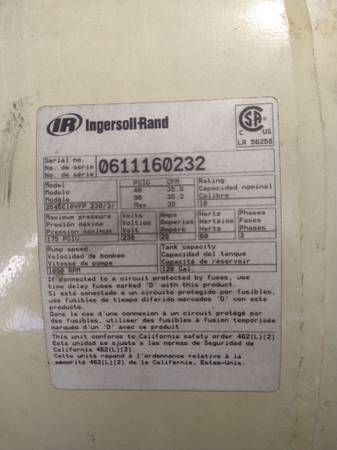 IR Ingersoll-Rand
CSA
C US
LR 56250
Serial no.
No. de serie
No. de série
0611160232
Model PSIG CFM Rating
Modelo 40 35.8 Capacidad nominal
Modèle 90 35.2 Calibre
230/3/ Max 35 10
Maximum pressure Volts Amps Hertz Phases
Presión máxima Voltios Amperios Hertzios Fases
Pression maximum Volts Ampères Hertz Phases
175 PSIG 230 60 3
Pump speed Tank capacity
Velocidad de bombeo Capacidad del tanque
Vitesse de pompe Capacité de réservoir
1050 RPM 120 Gal
If connected to a circuit protected by fuses, use
time delay fuses marked "D" with this product.
Si está conectado a un circuito protegido por fusibles,
use fusibles de tiempo diferido marcados "D" con este
producto.
Dans le cas d'une connexion à un circuit protégé par
des fusibles, utiliser des fusibles à fusion temporisée
marqués d'un "D" avec ce produit
This unit conforms to California safety order 462(L)(2).
Esta unidad se ajusta a las normas de Seguridad de
California 462(L)(2).
Cette unité répond à l'ordonnance relative à la
sécurité 462(L)(2) de la Californie, Etats-Unis.